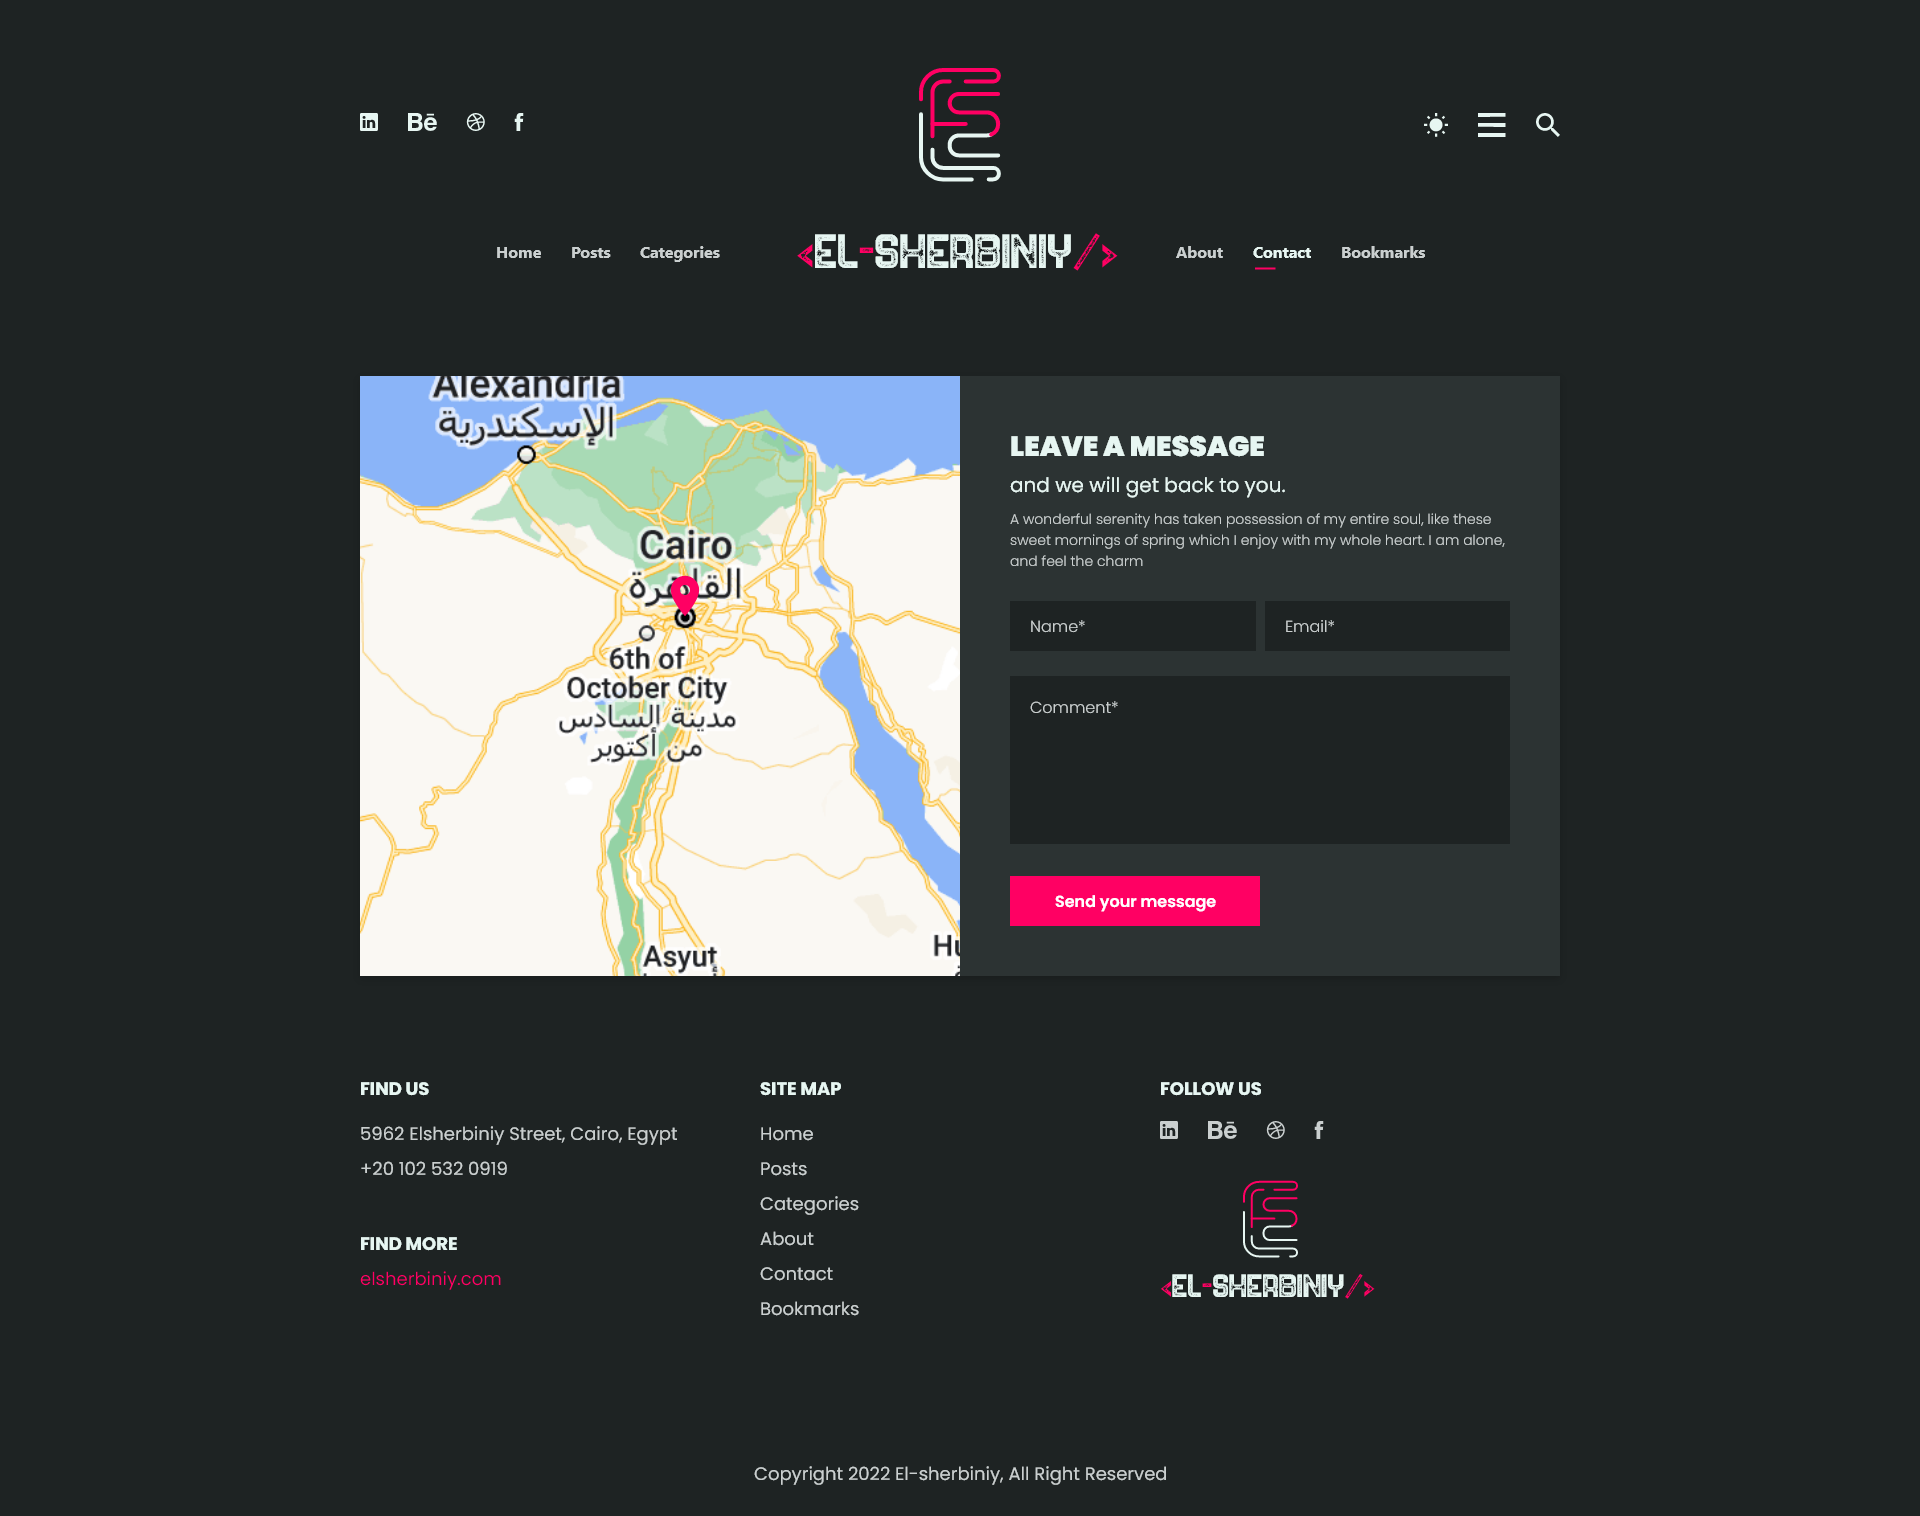 Bē
Home Posts Categories
<EL-SHERBINIY/>
About Contact Bookmarks
Alexandria
الإسكندرية
Cairo
القاهرة
6th of
October City
مدينة السادس
من أكتوبر
Asyut
LEAVE A MESSAGE
and we will get back to you.
A wonderful serenity has taken possession of my entire soul, like these
sweet mornings of spring which I enjoy with my whole heart. I am alone,
and feel the charm
Name*
Email*
Comment*
Send your message
FIND US
5962 Elsherbiniy Street, Cairo, Egypt
+20 102 532 0919
FIND MORE
elsherbiniy.com
SITE MAP
Home
Posts
Categories
About
Contact
Bookmarks
FOLLOW US
Bē
<EL-SHERBINIY/>
Copyright 2022 El-sherbiniy, All Right Reserved